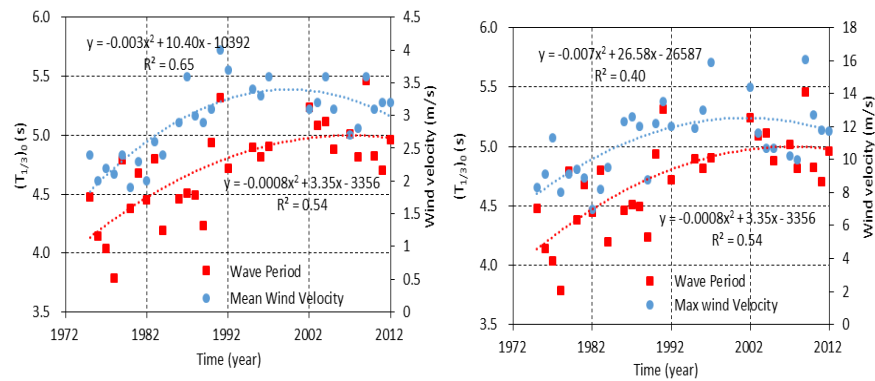 6.0
5.5
5.0
4.5
4.0
3.5
(T1/3)0 (s)
y = -0.003x2 + 10.40x - 10392
R2 = 0.65
y = -0.0008x2 + 3.35x - 3356
R2 = 0.54
Wave Period
Mean Wind Velocity
4.5
4
3.5
3
2.5
2
1.5
1
0.5
0
Wind velocity (m/s)
1972
1982
1992
2002
2012
Time (year)
6.0
5.5
5.0
4.5
4.0
3.5
(T1/3)0 (s)
y = -0.007x2 + 26.58x - 26587
R2 = 0.40
y = -0.0008x2 + 3.35x - 3356
R2 = 0.54
Wave Period
Max wind Velocity
18
16
14
12
10
8
6
4
2
0
Wind velocity (m/s)
1972
1982
1992
2002
2012
Time (year)